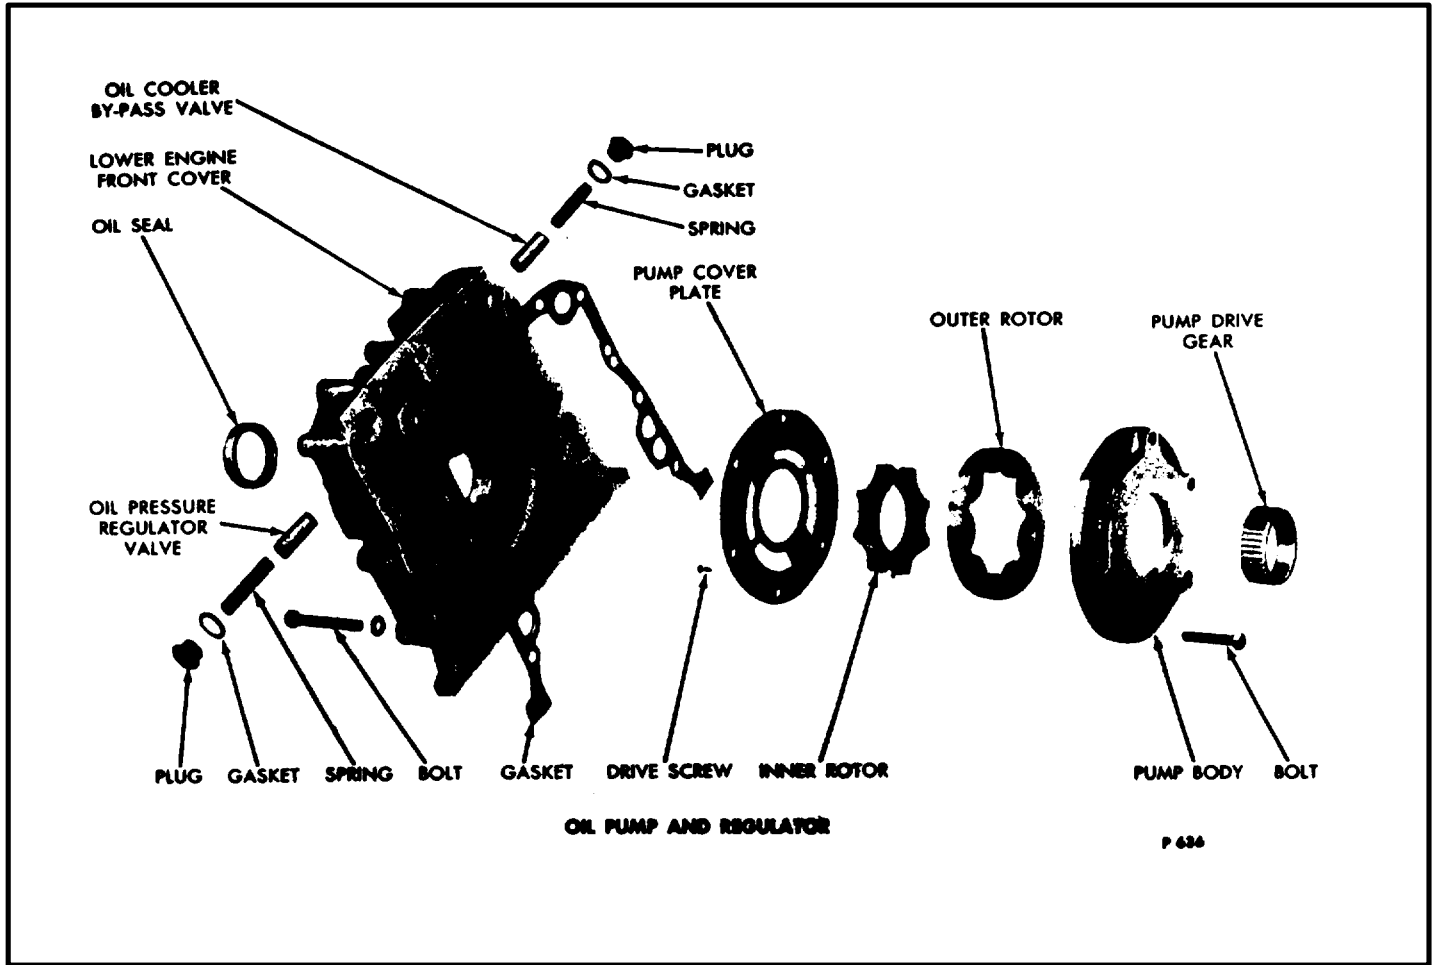 OIL COOLER
BY-PASS VALVE
LOWER ENGINE
FRONT COVER
OIL SEAL
PLUG
GASKET
SPRING
PUMP COVER
PLATE
OUTER ROTOR
PUMP DRIVE
GEAR
OIL PRESSURE
REGULATOR
VALVE
PLUG
GASKET
SPRING
BOLT
GASKET
DRIVE SCREW
INNER ROTOR
PUMP BODY
BOLT
OIL PUMP AND REGULATOR
P 636